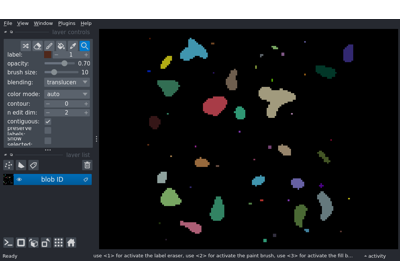 File View Window Plugins Help
layer controls
label: 1
opacity: 0.70
brush size: 10
blending: translucen
color mode: auto
contour: 0
n edit dim: 2
contiguous:
preserve
labels:
show
selected:
layer list
blob ID
Ready
use <1> for activate the label eraser, use <2> for activate the paint brush, use <3> for activate the fill b...
activity